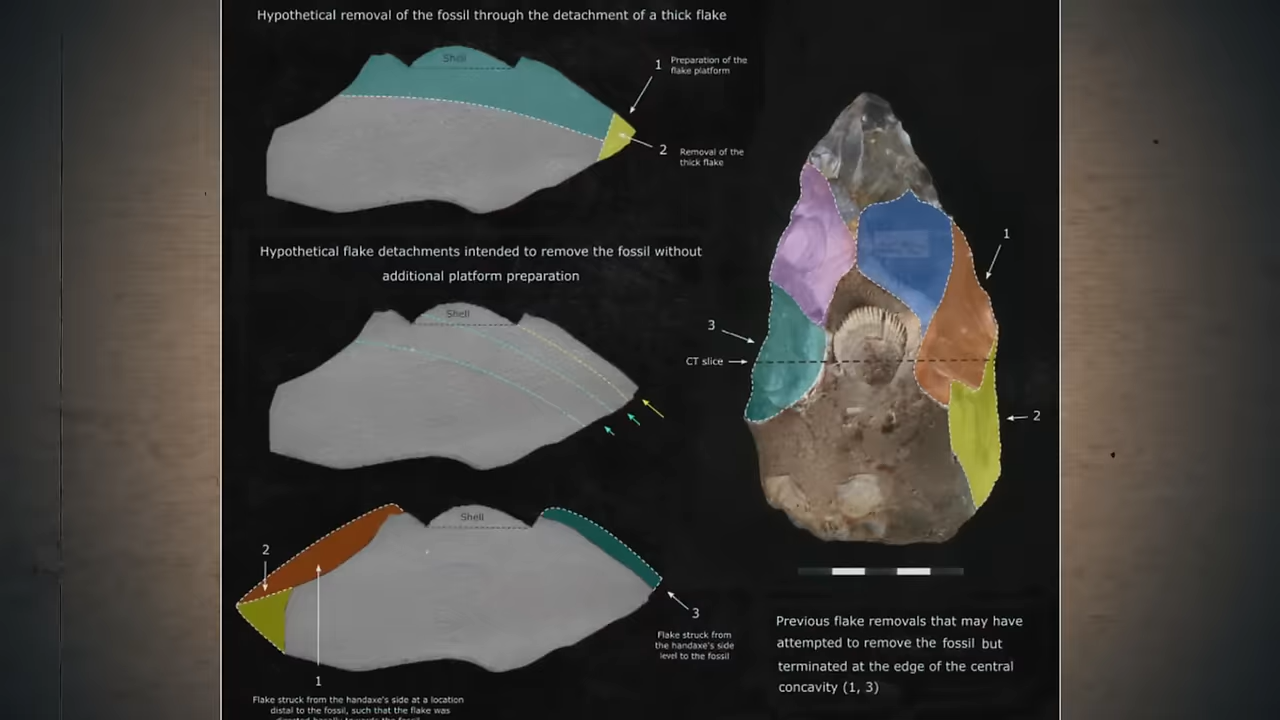 Hypothetical removal of the fossil through the detachment of a thick flake
Shell
1
Preparation of the
flake platform
2
Removal of the
thick flake
Hypothetical flake detachments intended to remove the fossil without
additional platform preparation
Shell
Shell
2
1
3
Flake struck from
the handaxe's side
level to the fossil
Flake struck from the handaxe's side at a location
distal to the fossil, such that the flake was
directed basally towards the fossil
1
3
CT slice
2
Previous flake removals that may have
attempted to remove the fossil but
terminated at the edge of the central
concavity (1, 3)